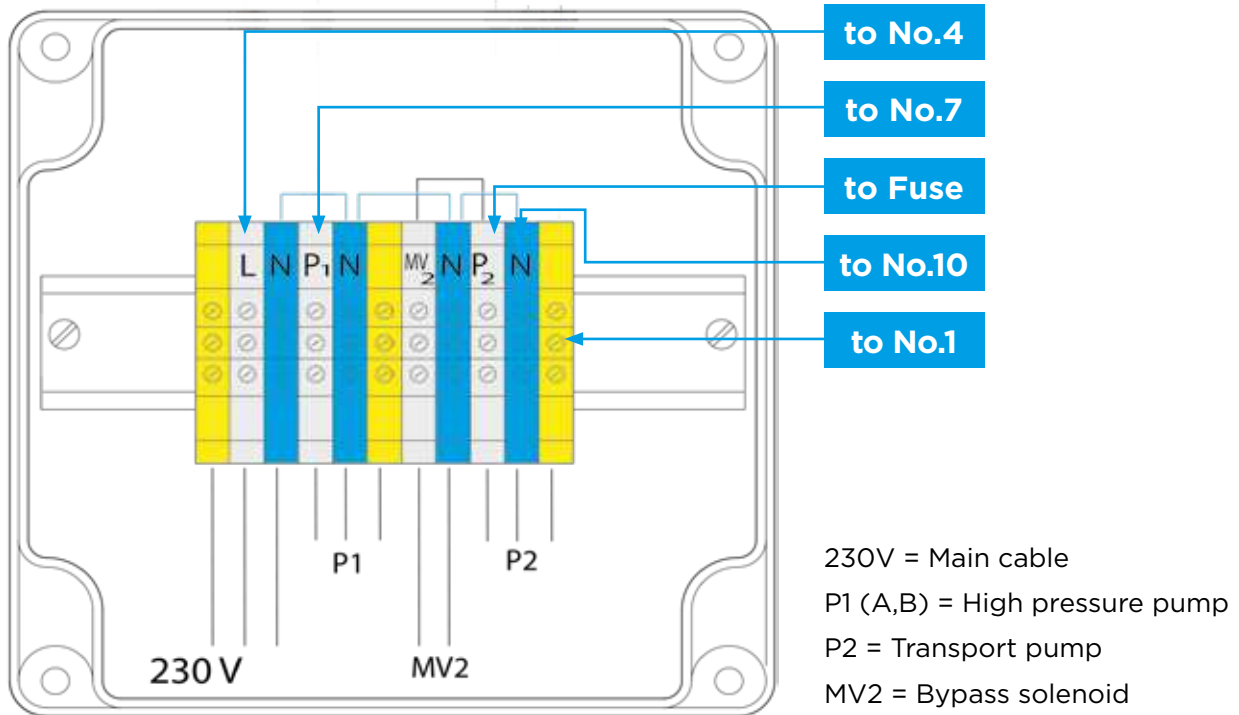 to No.4
to No.7
to Fuse
to No.10
to No.1
L N P1 N MV2 N P2 N
P1
P2
230 V
MV2
230V = Main cable
P1 (A,B) = High pressure pump
P2 = Transport pump
MV2 = Bypass solenoid